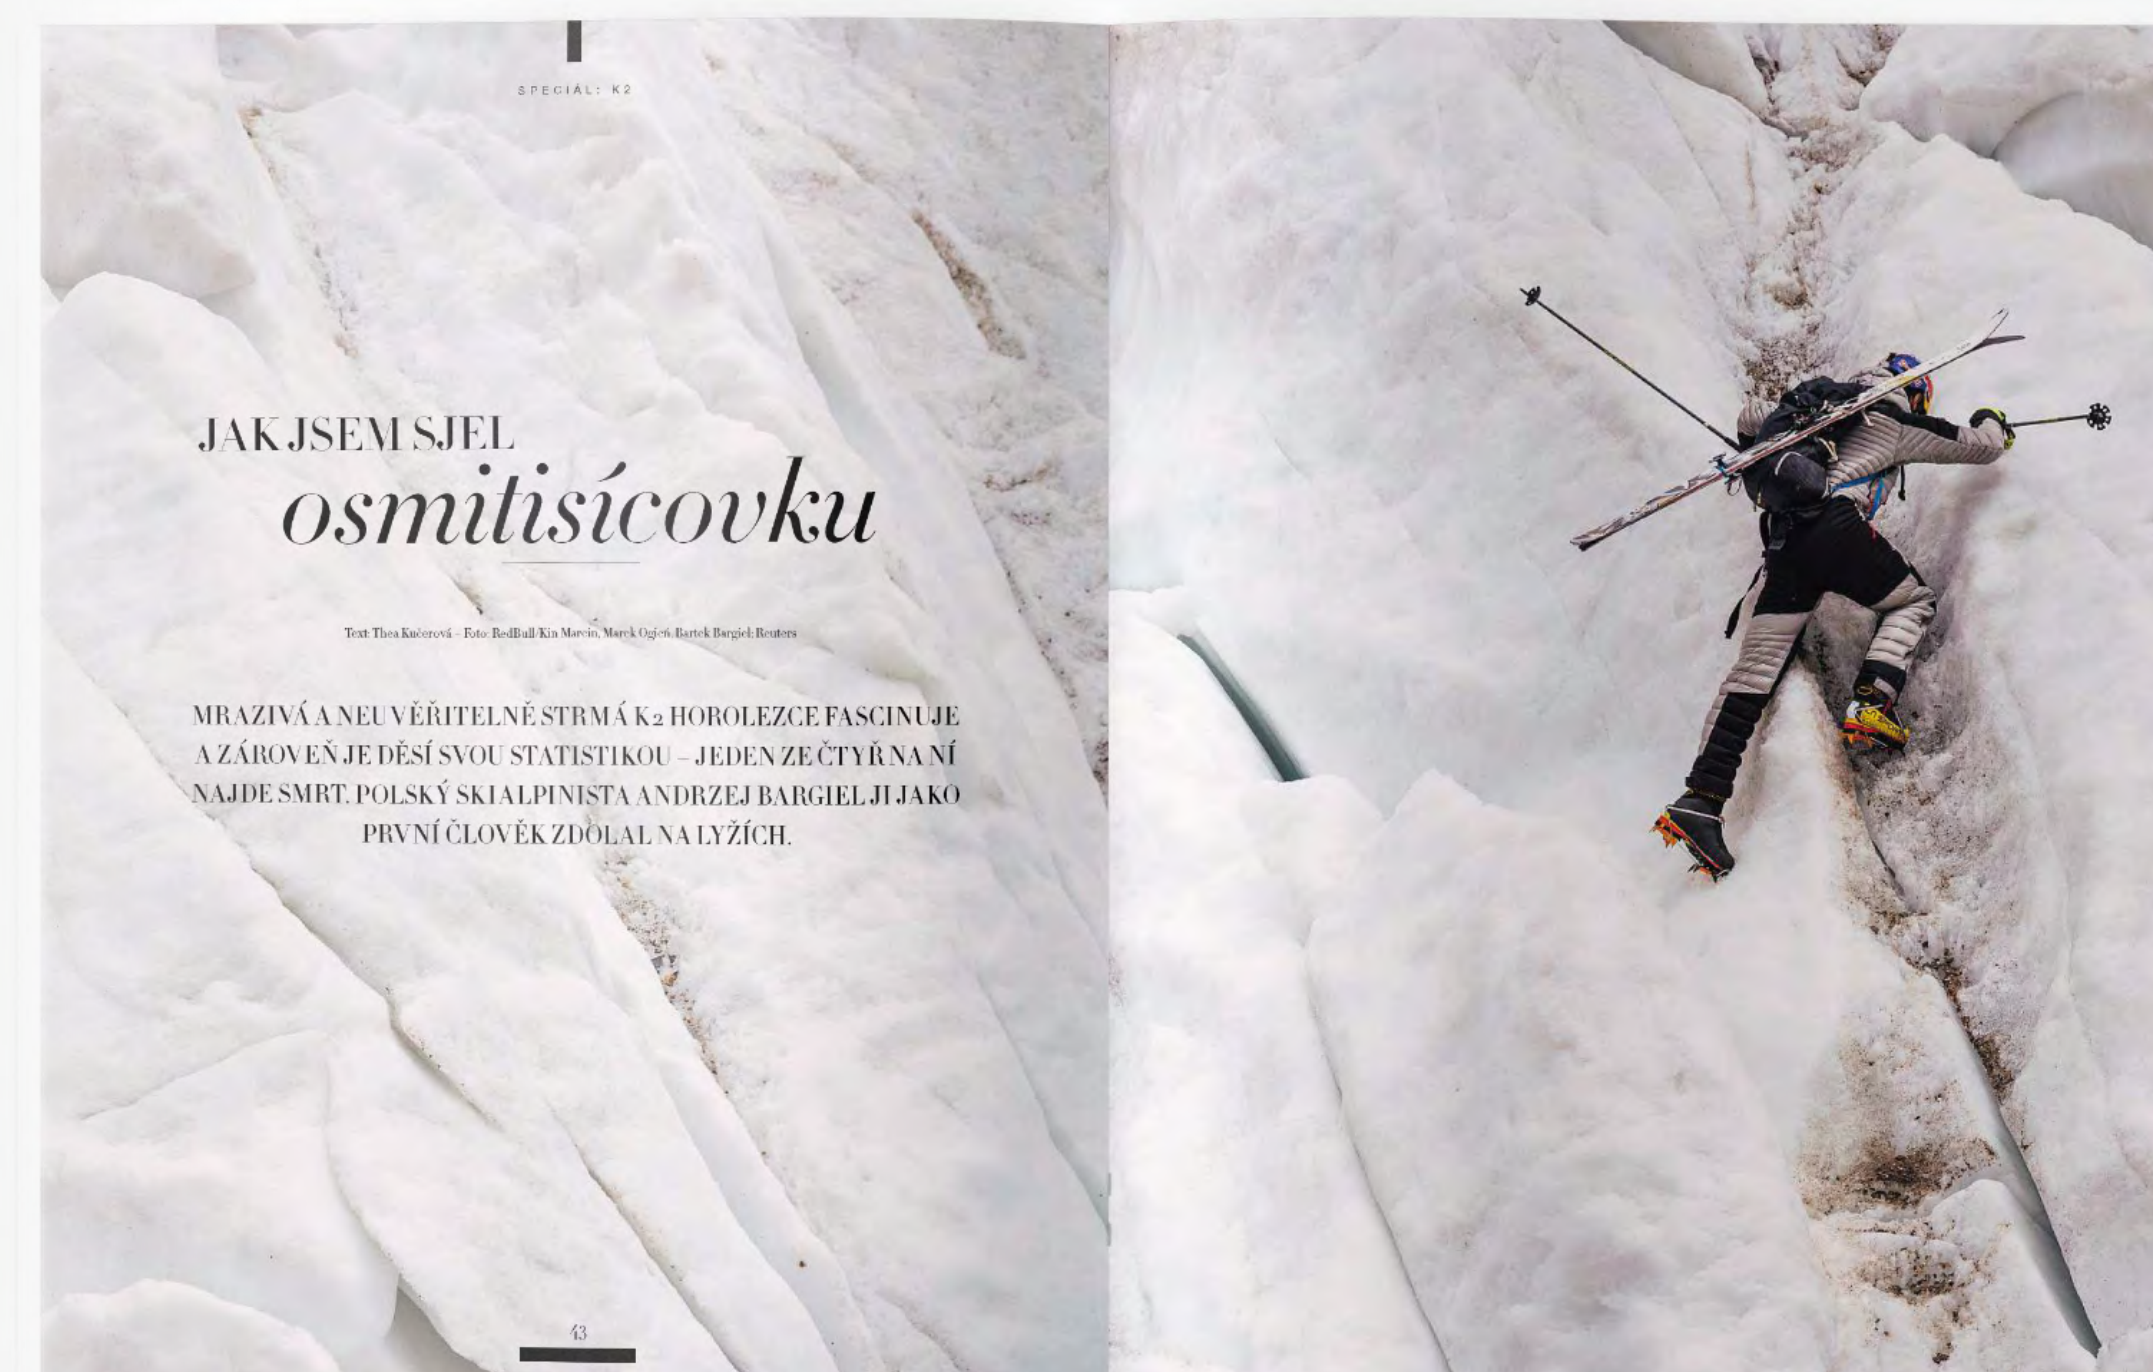 SPECIÁL: K2
JAK JSEM SJEL
osmitisícovku
Text: Thea Kučerová – Foto: RedBull/Kin Marcin, Marek Ogień, Bartek Bargiel; Reuters
MRAZIVÁ A NEUVĚŘITELNĚ STRMÁ K2 HOROLEZCE FASCINUJE
A ZÁROVEŇ JE DĚSÍ SVOU STATISTIKOU – JEDEN ZE ČTYŘ NA NÍ
NAJDE SMRT. POLSKÝ SKIALPINISTA ANDRZEJ BARGIEL JI JAKO
PRVNÍ ČLOVĚK ZDOLAL NA LYŽÍCH.
43